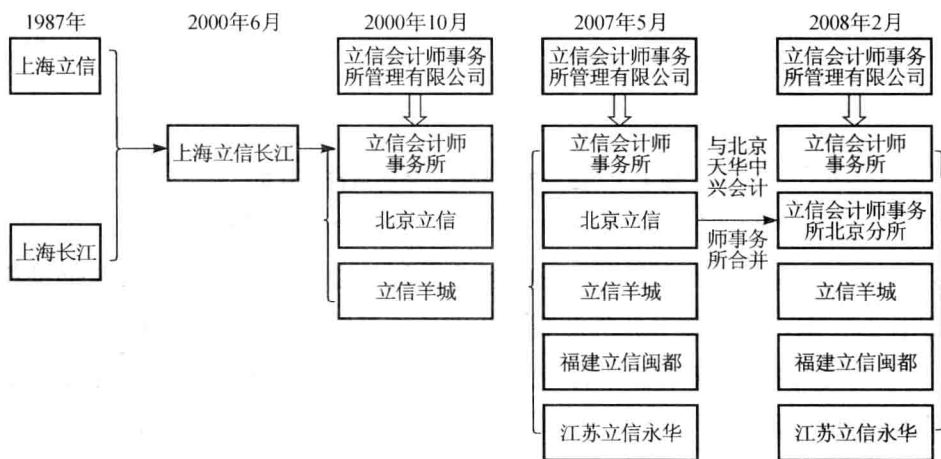 1987年
2000年6月
2000年10月
2007年5月
2008年2月
上海立信
上海长江
上海立信长江
立信会计师事务
所管理有限公司
立信会计师
事务所
北京立信
立信羊城
立信会计师事务
所管理有限公司
立信会计师
事务所
北京立信
立信羊城
福建立信闽都
江苏立信永华
与北京
天华中
兴会计
师事务
所合并
立信会计师事务
所管理有限公司
立信会计师
事务所
立信会计师事务
所北京分所
立信羊城
福建立信闽都
江苏立信永华